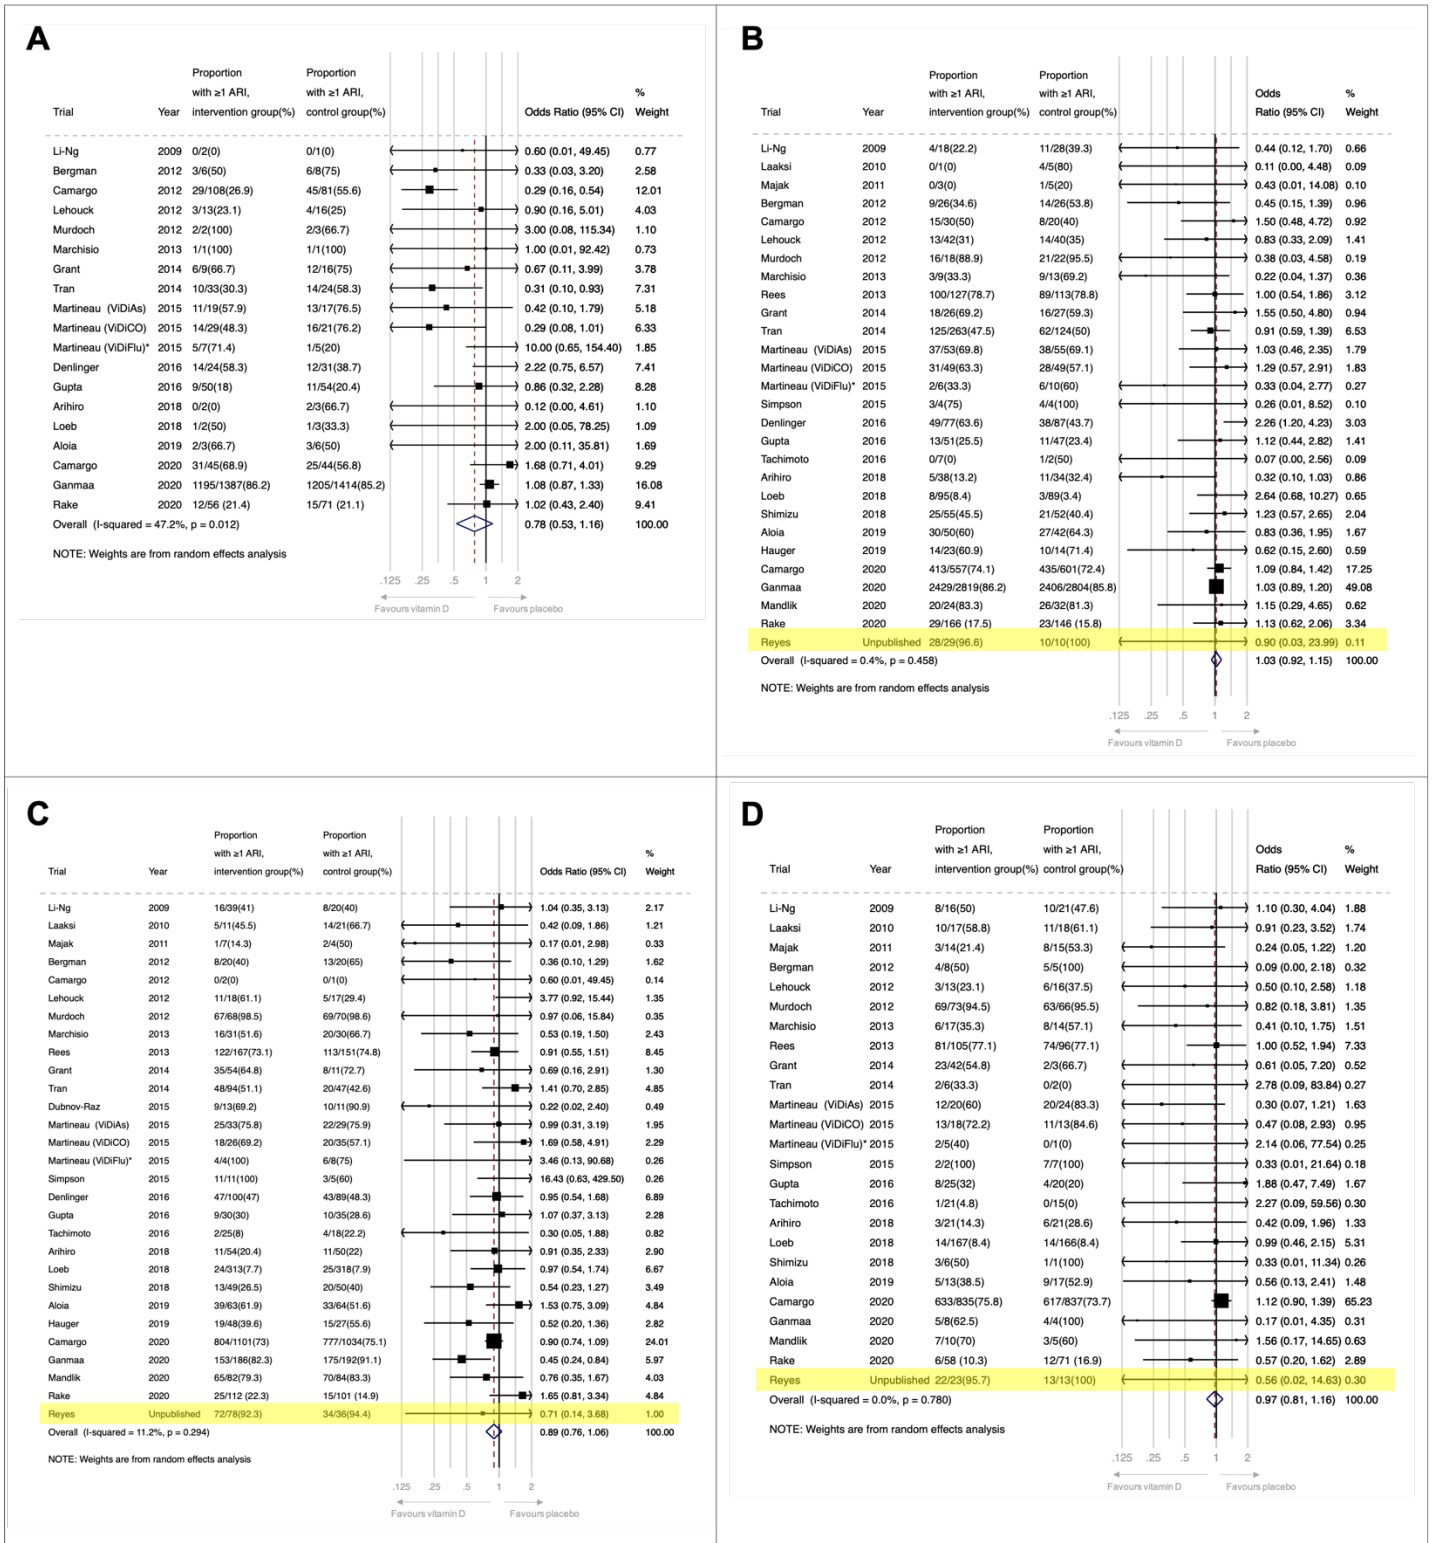 A
Proportion Proportion
with ≥1 ARI, with ≥1 ARI, %
Trial Year intervention group(%) control group(%) Odds Ratio (95% CI) Weight
Li-Ng 2009 0/2(0) 0/1(0) 0.60 (0.01, 49.45) 0.77
Bergman 2012 3/6(50) 6/8(75) 0.33 (0.03, 3.20) 2.58
Camargo 2012 29/108(26.9) 45/81(55.6) 0.29 (0.16, 0.54) 12.01
Lehouck 2012 3/13(23.1) 4/16(25) 0.90 (0.16, 5.01) 4.03
Murdoch 2012 2/2(100) 2/3(66.7) 3.00 (0.08, 115.34) 1.10
Marchisio 2013 1/1(100) 1/1(100) 1.00 (0.01, 92.42) 0.73
Grant 2014 6/9(66.7) 12/16(75) 0.67 (0.11, 3.99) 3.78
Tran 2014 10/33(30.3) 14/24(58.3) 0.31 (0.10, 0.93) 7.31
Martineau (ViDiAs) 2015 11/19(57.9) 13/17(76.5) 0.42 (0.10, 1.79) 5.18
Martineau (ViDiCO) 2015 14/29(48.3) 16/21(76.2) 0.29 (0.08, 1.01) 6.33
Martineau (ViDiFlu)* 2015 5/7(71.4) 1/5(20) 10.00 (0.65, 154.40) 1.85
Denlinger 2016 14/24(58.3) 12/31(38.7) 2.22 (0.75, 6.57) 7.41
Gupta 2016 9/50(18) 11/54(20.4) 0.86 (0.32, 2.28) 8.28
Arihiro 2018 0/2(0) 2/3(66.7) 0.12 (0.00, 4.61) 1.10
Loeb 2018 1/2(50) 1/3(33.3) 2.00 (0.05, 78.25) 1.09
Aloia 2019 2/3(66.7) 3/6(50) 2.00 (0.11, 35.81) 1.69
Camargo 2020 31/45(68.9) 25/44(56.8) 1.68 (0.71, 4.01) 9.29
Ganmaa 2020 1195/1387(86.2) 1205/1414(85.2) 1.08 (0.87, 1.33) 16.08
Rake 2020 12/56 (21.4) 15/71 (21.1) 1.02 (0.43, 2.40) 9.41
Overall (I-squared = 47.2%, p = 0.012) 0.78 (0.53, 1.16) 100.00
NOTE: Weights are from random effects analysis
.125 .25 .5 1 2
Favours vitamin D Favours placebo
B
Proportion Proportion
with ≥1 ARI, with ≥1 ARI, Odds %
Trial Year intervention group(%) control group(%) Ratio (95% CI) Weight
Li-Ng 2009 4/18(22.2) 11/28(39.3) 0.44 (0.12, 1.70) 0.66
Laaksi 2010 0/1(0) 4/5(80) 0.11 (0.00, 4.48) 0.09
Majak 2011 0/3(0) 1/5(20) 0.43 (0.01, 14.08) 0.10
Bergman 2012 9/26(34.6) 14/26(53.8) 0.45 (0.15, 1.39) 0.96
Camargo 2012 15/30(50) 8/20(40) 1.50 (0.48, 4.72) 0.92
Lehouck 2012 13/42(31) 14/40(35) 0.83 (0.33, 2.09) 1.41
Murdoch 2012 16/18(88.9) 21/22(95.5) 0.38 (0.03, 4.58) 0.19
Marchisio 2013 3/9(33.3) 9/13(69.2) 0.22 (0.04, 1.37) 0.36
Rees 2013 100/127(78.7) 89/113(78.8) 1.00 (0.54, 1.86) 3.12
Grant 2014 18/26(69.2) 16/27(59.3) 1.55 (0.50, 4.80) 0.94
Tran 2014 125/263(47.5) 62/124(50) 0.91 (0.59, 1.39) 6.53
Martineau (ViDiAs) 2015 37/53(69.8) 38/55(69.1) 1.03 (0.46, 2.35) 1.79
Martineau (ViDiCO) 2015 31/49(63.3) 28/49(57.1) 1.29 (0.57, 2.91) 1.83
Martineau (ViDiFlu)* 2015 2/6(33.3) 6/10(60) 0.33 (0.04, 2.77) 0.27
Simpson 2015 3/4(75) 4/4(100) 0.26 (0.01, 8.52) 0.10
Denlinger 2016 49/77(63.6) 38/87(43.7) 2.26 (1.20, 4.23) 3.03
Gupta 2016 13/51(25.5) 11/47(23.4) 1.12 (0.44, 2.82) 1.41
Tachimoto 2016 0/7(0) 1/2(50) 0.07 (0.00, 2.56) 0.09
Arihiro 2018 5/38(13.2) 11/34(32.4) 0.32 (0.10, 1.03) 0.86
Loeb 2018 8/95(8.4) 3/89(3.4) 2.64 (0.68, 10.27) 0.65
Shimizu 2018 25/55(45.5) 21/52(40.4) 1.23 (0.57, 2.65) 2.04
Aloia 2019 30/50(60) 27/42(64.3) 0.83 (0.36, 1.95) 1.67
Hauger 2019 14/23(60.9) 10/14(71.4) 0.62 (0.15, 2.60) 0.59
Camargo 2020 413/557(74.1) 435/601(72.4) 1.09 (0.84, 1.42) 17.25
Ganmaa 2020 2429/2819(86.2) 2406/2804(85.8) 1.03 (0.89, 1.20) 49.08
Mandlik 2020 20/24(83.3) 26/32(81.3) 1.15 (0.29, 4.65) 0.62
Rake 2020 29/166 (17.5) 23/146 (15.8) 1.13 (0.62, 2.06) 3.34
Reyes Unpublished 28/29(96.6) 10/10(100) 0.90 (0.03, 23.99) 0.11
Overall (I-squared = 0.4%, p = 0.458) 1.03 (0.92, 1.15) 100.00
NOTE: Weights are from random effects analysis
.125 .25 .5 1 2
Favours vitamin D Favours placebo
C
Proportion Proportion
with ≥1 ARI, with ≥1 ARI, %
Trial Year intervention group(%) control group(%) Odds Ratio (95% CI) Weight
Li-Ng 2009 16/39(41) 8/20(40) 1.04 (0.35, 3.13) 2.17
Laaksi 2010 5/11(45.5) 14/21(66.7) 0.42 (0.09, 1.86) 1.21
Majak 2011 1/7(14.3) 2/4(50) 0.17 (0.01, 2.98) 0.33
Bergman 2012 8/20(40) 13/20(65) 0.36 (0.10, 1.29) 1.62
Camargo 2012 0/2(0) 0/1(0) 0.60 (0.01, 49.45) 0.14
Lehouck 2012 11/18(61.1) 5/17(29.4) 3.77 (0.92, 15.44) 1.35
Murdoch 2012 67/68(98.5) 69/70(98.6) 0.97 (0.06, 15.84) 0.35
Marchisio 2013 16/31(51.6) 20/30(66.7) 0.53 (0.19, 1.50) 2.43
Rees 2013 122/167(73.1) 113/151(74.8) 0.91 (0.55, 1.51) 8.45
Grant 2014 35/54(64.8) 8/11(72.7) 0.69 (0.16, 2.91) 1.30
Tran 2014 48/94(51.1) 20/47(42.6) 1.41 (0.70, 2.85) 4.85
Dubnov-Raz 2015 9/13(69.2) 10/11(90.9) 0.22 (0.02, 2.40) 0.49
Martineau (ViDiAs) 2015 25/33(75.8) 22/29(75.9) 0.99 (0.31, 3.19) 1.95
Martineau (ViDiCO) 2015 18/26(69.2) 20/35(57.1) 1.69 (0.58, 4.91) 2.29
Martineau (ViDiFlu)* 2015 4/4(100) 6/8(75) 3.46 (0.13, 90.68) 0.26
Simpson 2015 11/11(100) 3/5(60) 16.43 (0.63, 429.50) 0.26
Denlinger 2016 47/100(47) 43/89(48.3) 0.95 (0.54, 1.68) 6.89
Gupta 2016 9/30(30) 10/35(28.6) 1.07 (0.37, 3.13) 2.28
Tachimoto 2016 2/25(8) 4/18(22.2) 0.30 (0.05, 1.88) 0.82
Arihiro 2018 11/54(20.4) 11/50(22) 0.91 (0.35, 2.33) 2.90
Loeb 2018 24/313(7.7) 25/318(7.9) 0.97 (0.54, 1.74) 6.67
Shimizu 2018 13/49(26.5) 20/50(40) 0.54 (0.23, 1.27) 3.49
Aloia 2019 39/63(61.9) 33/64(51.6) 1.53 (0.75, 3.09) 4.84
Hauger 2019 19/48(39.6) 15/27(55.6) 0.52 (0.20, 1.36) 2.82
Camargo 2020 804/1101(73) 777/1034(75.1) 0.90 (0.74, 1.09) 24.01
Ganmaa 2020 153/186(82.3) 175/192(91.1) 0.45 (0.24, 0.84) 5.97
Mandlik 2020 65/82(79.3) 70/84(83.3) 0.76 (0.35, 1.67) 4.03
Rake 2020 25/112 (22.3) 15/101 (14.9) 1.65 (0.81, 3.34) 4.84
Reyes Unpublished 72/78(92.3) 34/36(94.4) 0.71 (0.14, 3.68) 1.00
Overall (I-squared = 11.2%, p = 0.294) 0.89 (0.76, 1.06) 100.00
NOTE: Weights are from random effects analysis
.125 .25 .5 1 2
Favours vitamin D Favours placebo
D
Proportion Proportion
with ≥1 ARI, with ≥1 ARI, Odds %
Trial Year intervention group(%) control group(%) Ratio (95% CI) Weight
Li-Ng 2009 8/16(50) 10/21(47.6) 1.10 (0.30, 4.04) 1.88
Laaksi 2012 10/17(58.8) 11/18(61.1) 0.91 (0.23, 3.52) 1.74
Majak 2011 3/14(21.4) 8/15(53.3) 0.24 (0.05, 1.22) 1.20
Bergman 2012 4/8(50) 5/5(100) 0.09 (0.00, 2.18) 0.32
Lehouck 2012 3/13(23.1) 6/16(37.5) 0.50 (0.10, 2.58) 1.18
Murdoch 2012 69/73(94.5) 63/66(95.5) 0.82 (0.18, 3.81) 1.35
Marchisio 2013 6/17(35.3) 8/14(57.1) 0.41 (0.10, 1.75) 1.51
Rees 2013 81/105(77.1) 74/96(77.1) 1.00 (0.52, 1.94) 7.33
Grant 2014 23/42(54.8) 2/3(66.7) 0.61 (0.05, 7.20) 0.52
Tran 2014 2/6(33.3) 0/2(0) 2.78 (0.09, 83.84) 0.27
Martineau (ViDiAs) 2015 12/20(60) 20/24(83.3) 0.30 (0.07, 1.21) 1.63
Martineau (ViDiCO) 2015 13/18(72.2) 11/13(84.6) 0.47 (0.08, 2.93) 0.95
Martineau (ViDiFlu)* 2015 2/5(40) 0/1(0) 2.14 (0.06, 77.54) 0.25
Simpson 2015 2/2(100) 7/7(100) 0.33 (0.01, 21.64) 0.18
Gupta 2016 8/25(32) 4/20(20) 1.88 (0.47, 7.49) 1.67
Tachimoto 2016 1/21(4.8) 0/15(0) 2.27 (0.09, 59.56) 0.30
Arihiro 2018 3/21(14.3) 6/21(28.6) 0.42 (0.09, 1.96) 1.33
Loeb 2018 14/167(8.4) 14/166(8.4) 0.99 (0.46, 2.15) 5.31
Shimizu 2018 3/6(50) 1/1(100) 0.33 (0.01, 11.34) 0.26
Aloia 2019 5/13(38.5) 9/17(52.9) 0.56 (0.13, 2.41) 1.48
Camargo 2020 633/835(75.8) 617/837(73.7) 1.12 (0.90, 1.39) 65.23
Ganmaa 2020 5/8(62.5) 4/4(100) 0.17 (0.01, 4.35) 0.31
Mandlik 2020 7/10(70) 3/5(60) 1.56 (0.17, 14.65) 0.63
Rake 2020 6/58 (10.3) 12/71 (16.9) 0.57 (0.20, 1.62) 2.89
Reyes Unpublished 22/23(95.7) 13/13(100) 0.56 (0.02, 14.63) 0.30
Overall (I-squared = 0.0%, p = 0.780) 0.97 (0.81, 1.16) 100.00
NOTE: Weights are from random effects analysis
.125 .25 .5 1 2
Favours vitamin D Favours placebo